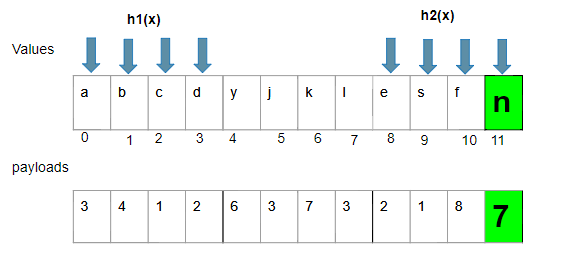 h1(x) h2(x)
Values
a b c d y j k l e s f n
0 1 2 3 4 5 6 7 8 9 10 11
payloads
3 4 1 2 6 3 7 3 2 1 8 7